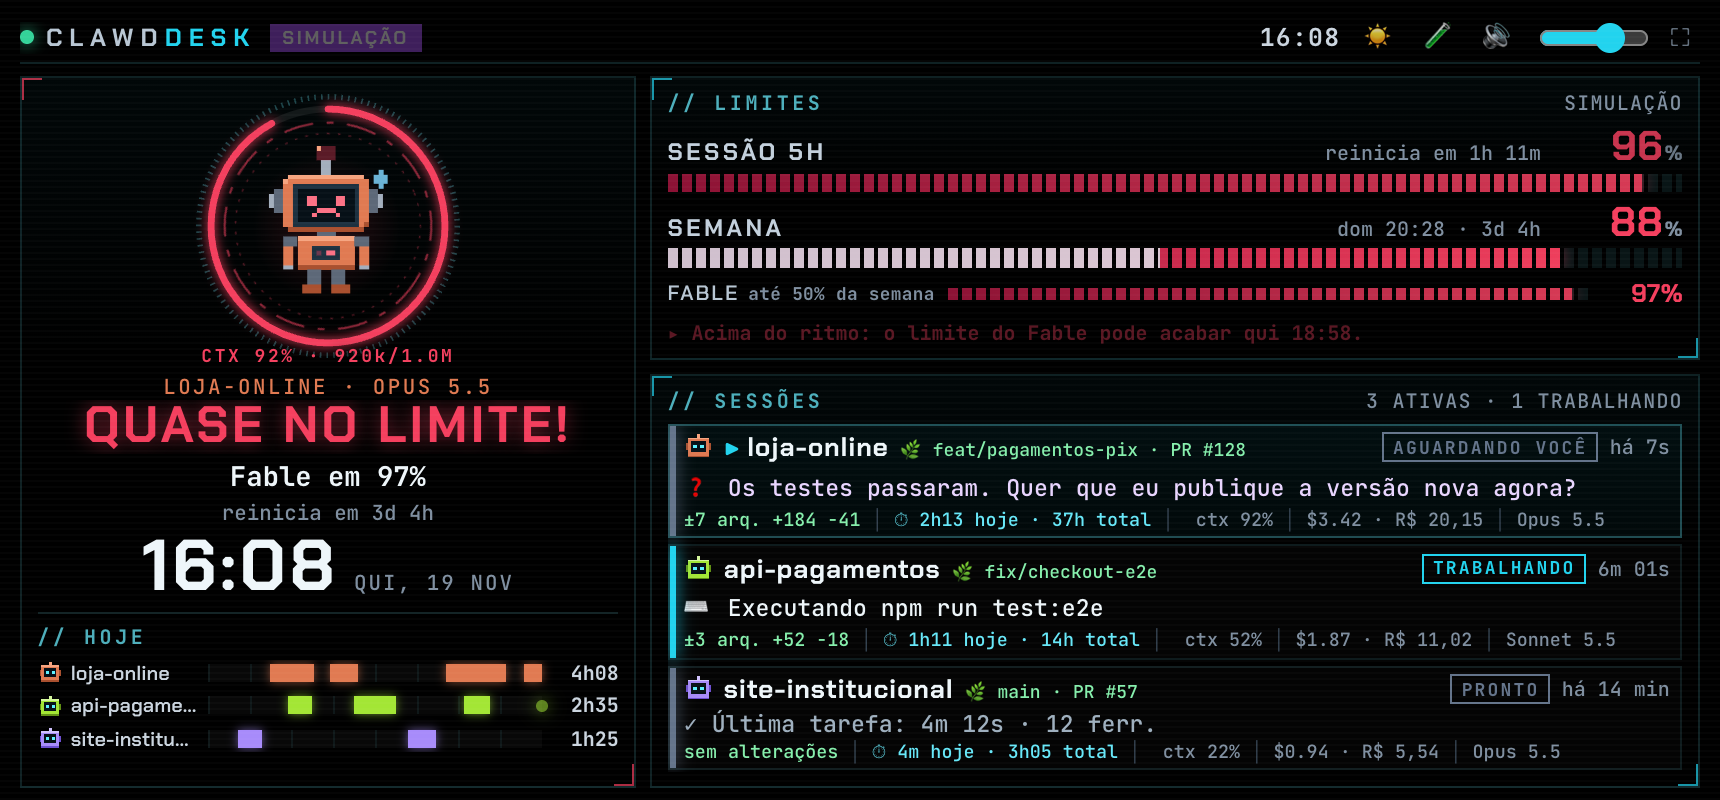 CLAWDDESK SIMULAÇÃO 16:08
CTX 92% · 920k/1.0M
LOJA-ONLINE · OPUS 5.5
QUASE NO LIMITE!
Fable em 97%
reinicia em 3d 4h
16:08 QUI, 19 NOV
// HOJE
loja-online 4h08
api-pagame… 2h35
site-institu… 1h25
// LIMITES SIMULAÇÃO
SESSÃO 5H reinicia em 1h 11m 96%
SEMANA dom 20:28 · 3d 4h 88%
FABLE até 50% da semana 97%
▸ Acima do ritmo: o limite do Fable pode acabar qui 18:58.
// SESSÕES 3 ATIVAS · 1 TRABALHANDO
▶ loja-online 🌿 feat/pagamentos-pix · PR #128 AGUARDANDO VOCÊ há 7s
? Os testes passaram. Quer que eu publique a versão nova agora?
±7 arq. +184 -41 | ⏱ 2h13 hoje · 37h total | ctx 92% | $3.42 · R$ 20,15 | Opus 5.5
api-pagamentos 🌿 fix/checkout-e2e TRABALHANDO 6m 01s
⌨ Executando npm run test:e2e
±3 arq. +52 -18 | ⏱ 1h11 hoje · 14h total | ctx 52% | $1.87 · R$ 11,02 | Sonnet 5.5
site-institucional 🌿 main · PR #57 PRONTO há 14 min
✓ Última tarefa: 4m 12s · 12 ferr.
sem alterações | ⏱ 4m hoje · 3h05 total | ctx 22% | $0.94 · R$ 5,54 | Opus 5.5